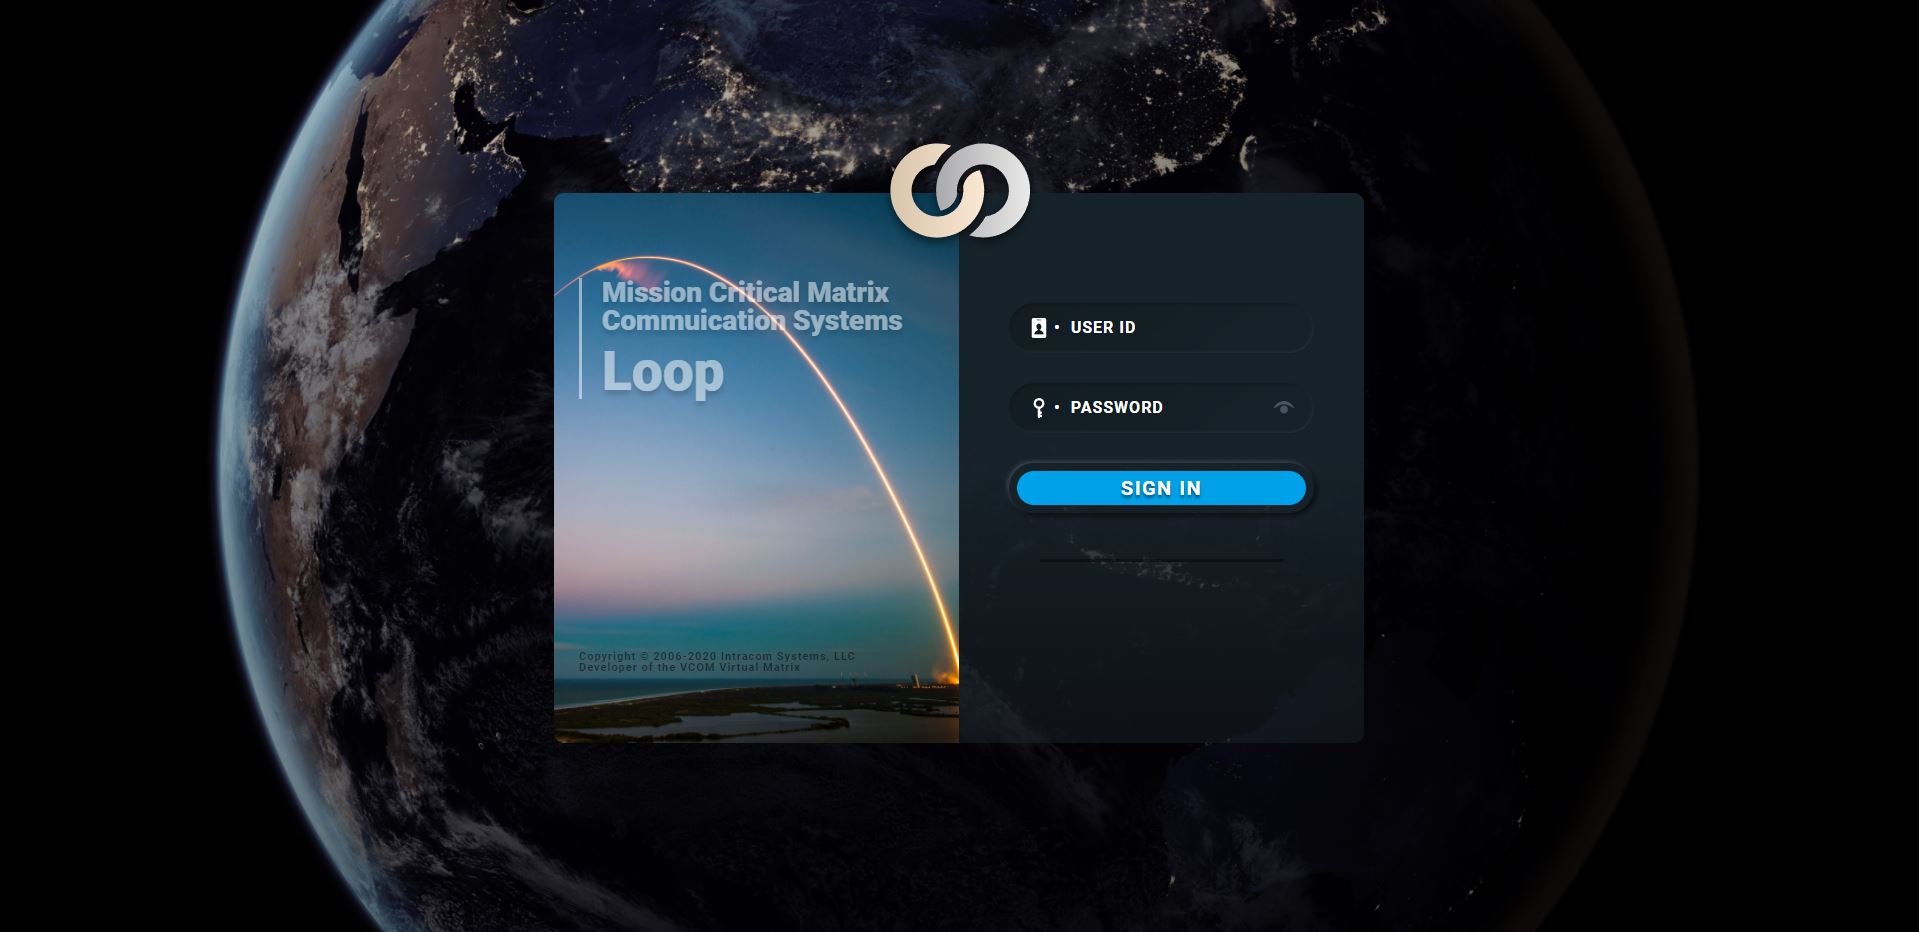 Mission Critical Matrix
Commuication Systems
Loop
USER ID
PASSWORD
SIGN IN
Copyright © 2006-2020 Intracom Systems, LLC
Developer of the VCOM Virtual Matrix